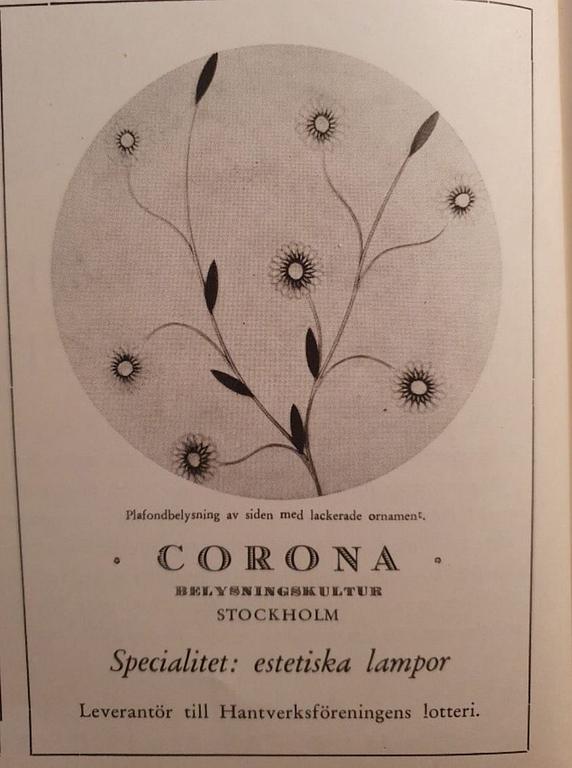 Plafondbelysning av siden med lackerade ornament.
CORONA
BELYSNINGSKULTUR
STOCKHOLM
Specialitet: estetiska lampor
Leverantör till Hantverksföreningens lotteri.